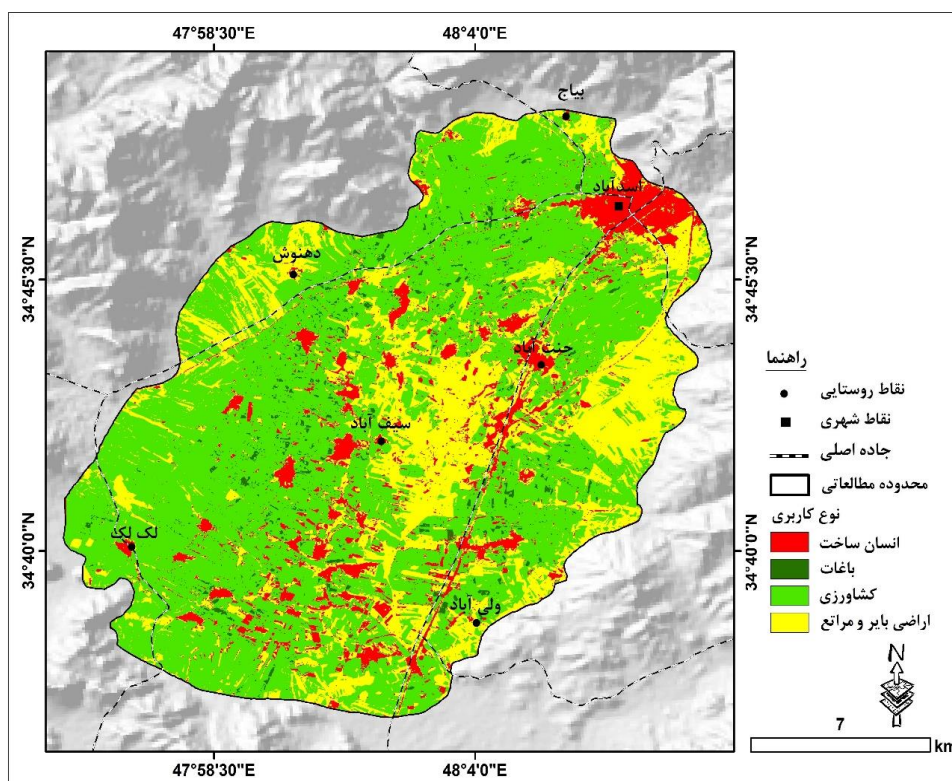 47°58'30"E
48°4'0"E
بیاج
اسدآباد
دهنوش
34°45'30"N
34°45'30"N
جنت آباد
سیف آباد
لک لک
34°40'0"N
34°40'0"N
ولی آباد
47°58'30"E
48°4'0"E
راهنما
نقاط روستایی
نقاط شهری
جاده اصلی
محدوده مطالعاتی
نوع کاربری
انسان ساخت
باغات
کشاورزی
اراضی بایر و مراتع
N
7
km